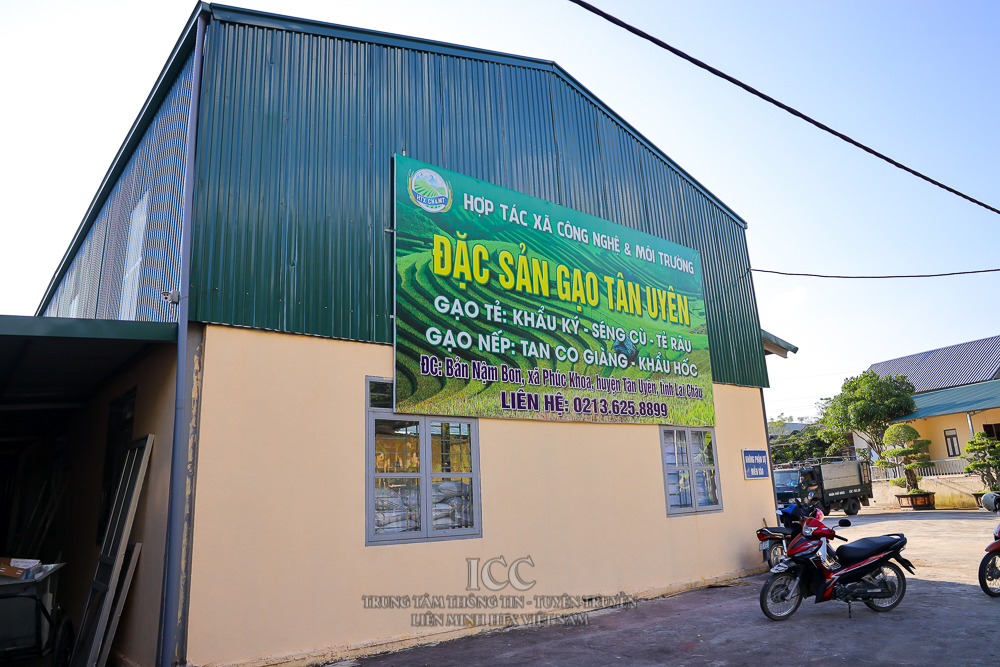 HTX CN&MT
HỢP TÁC XÃ CÔNG NGHỆ & MÔI TRƯỜNG
ĐẶC SẢN GẠO TÂN UYÊN
GẠO TẺ: KHẨU KÝ - SÉNG CÙ - TẺ RÂU
GẠO NẾP: TAN CO GIÀNG - KHẨU HỐC
ĐC: Bản Nậm Bon, xã Phúc Khoa, huyện Tân Uyên, tỉnh Lai Châu
LIÊN HỆ: 0213.625.8899
ICC
TRUNG TÂM THÔNG TIN - TUYÊN TRUYỀN
LIÊN MINH HTX VIỆT NAM